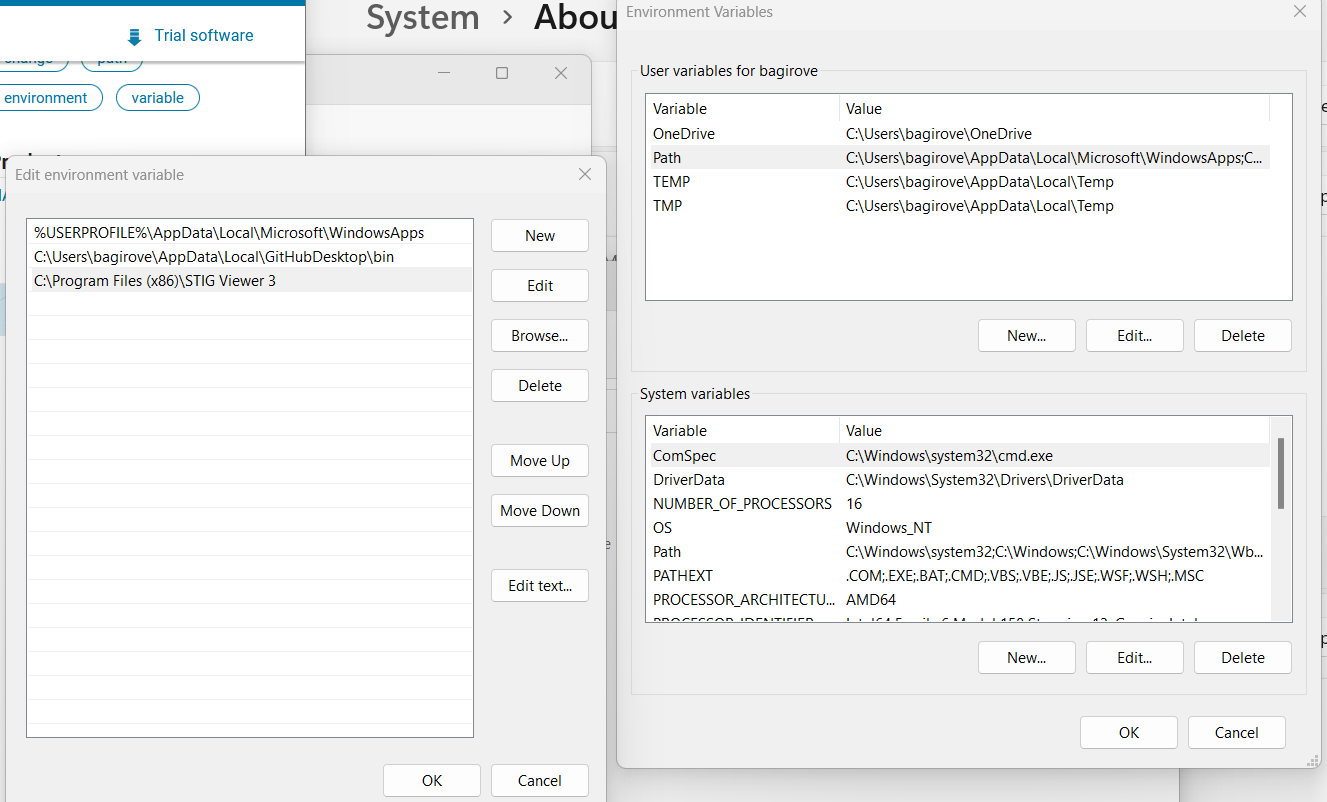 System > Abou
Trial software
change
path
environment
variable
Edit environment variable
%USERPROFILE%\AppData\Local\Microsoft\WindowsApps
C:\Users\bagirove\AppData\Local\GitHubDesktop\bin
C:\Program Files (x86)\STIG Viewer 3
New
Edit
Browse...
Delete
Move Up
Move Down
Edit text...
OK
Cancel
Environment Variables
User variables for bagirove
Variable Value
OneDrive C:\Users\bagirove\OneDrive
Path C:\Users\bagirove\AppData\Local\Microsoft\WindowsApps;C...
TEMP C:\Users\bagirove\AppData\Local\Temp
TMP C:\Users\bagirove\AppData\Local\Temp
New... Edit... Delete
System variables
Variable Value
ComSpec C:\Windows\system32\cmd.exe
DriverData C:\Windows\System32\Drivers\DriverData
NUMBER_OF_PROCESSORS 16
OS Windows_NT
Path C:\Windows\system32;C:\Windows;C:\Windows\System32\Wb...
PATHEXT .COM;.EXE;.BAT;.CMD;.VBS;.VBE;.JS;.JSE;.WSF;.WSH;.MSC
PROCESSOR_ARCHITECTU... AMD64
New... Edit... Delete
OK Cancel